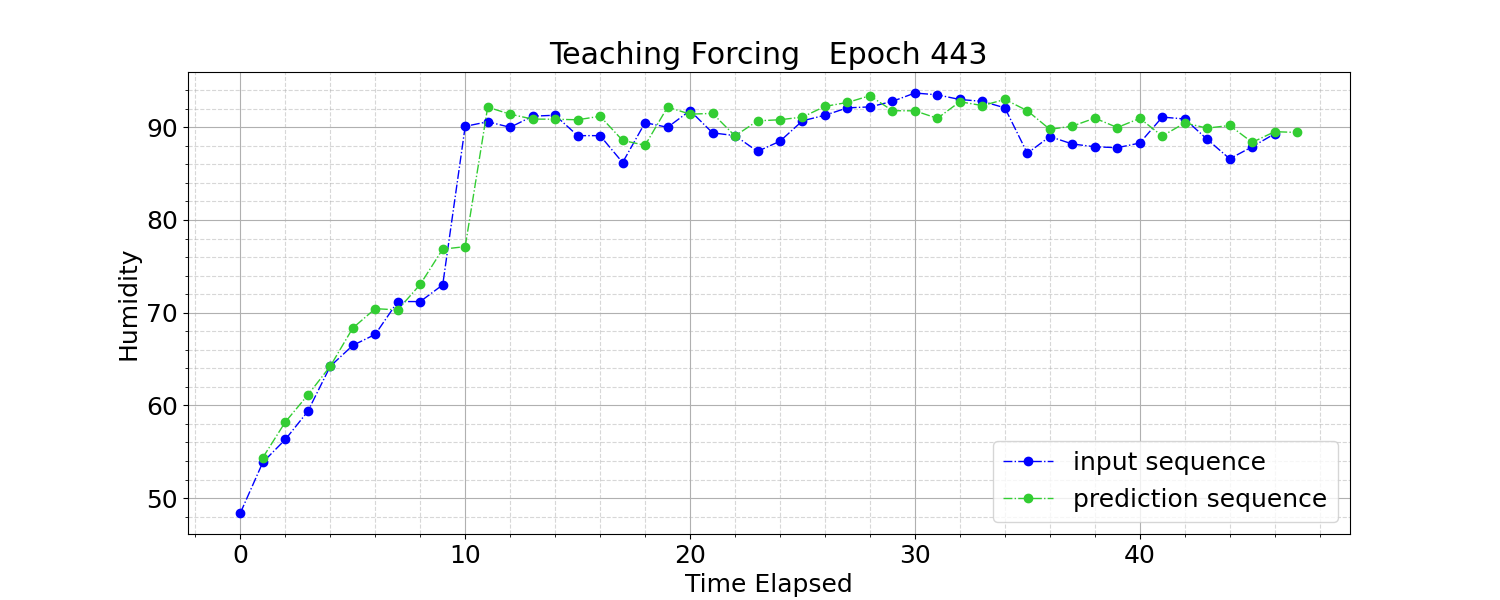 Teaching Forcing   Epoch 443
Humidity
90
80
70
60
50
0 10 20 30 40
Time Elapsed
input sequence
prediction sequence